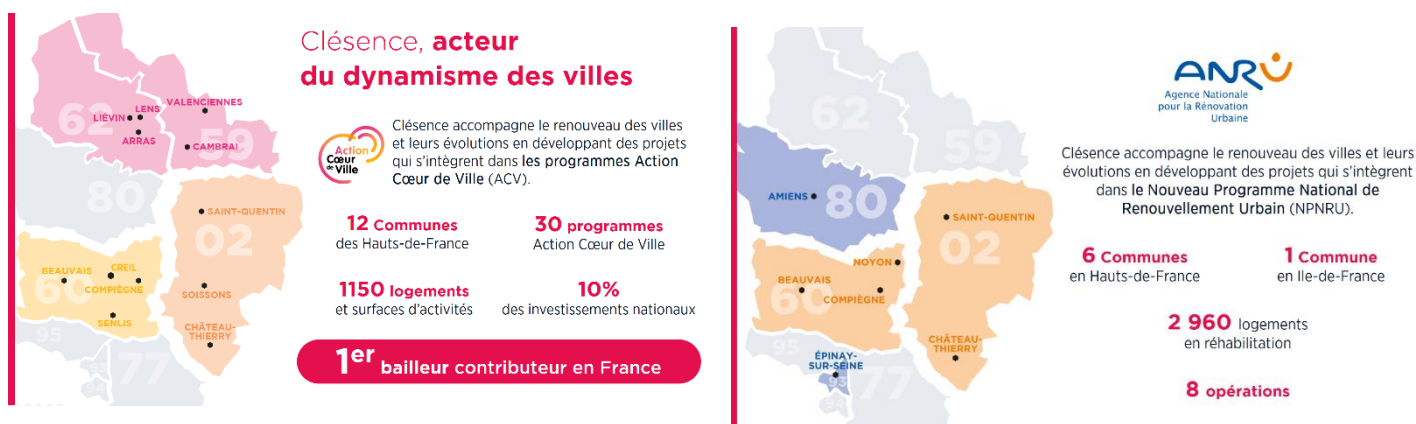 Clésence, acteur
du dynamisme des villes
Action
Cœur
de Ville
Clésence accompagne le renouveau des villes
et leurs évolutions en développant des projets
qui s'intègrent dans les programmes Action
Cœur de Ville (ACV).
12 Communes
des Hauts-de-France
30 programmes
Action Cœur de Ville
1150 logements
et surfaces d'activités
10%
des investissements nationaux
1er bailleur contributeur en France
62
59
80
02
60
95
93
77
VALENCIENNES
LENS
LIÉVIN
ARRAS
CAMBRAI
SAINT-QUENTIN
BEAUVAIS
CREIL
COMPIÈGNE
SOISSONS
SENLIS
CHÂTEAU-
THIERRY
ANRU
Agence Nationale
pour la Rénovation
Urbaine
Clésence accompagne le renouveau des villes et leurs
évolutions en développant des projets qui s'intègrent
dans le Nouveau Programme National de
Renouvellement Urbain (NPNRU).
6 Communes
en Hauts-de-France
1 Commune
en Ile-de-France
2 960 logements
en réhabilitation
8 opérations
62
59
80
02
60
95
93
77
AMIENS
SAINT-QUENTIN
NOYON
BEAUVAIS
COMPIÈGNE
CHÂTEAU-
THIERRY
ÉPINAY-
SUR-SEINE